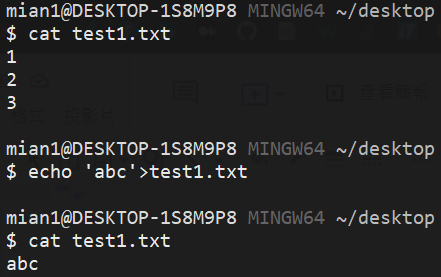 mian1@DESKTOP-1S8M9P8 MINGW64 ~/desktop
$ cat test1.txt
1
2
3
mian1@DESKTOP-1S8M9P8 MINGW64 ~/desktop
$ echo 'abc'>test1.txt
mian1@DESKTOP-1S8M9P8 MINGW64 ~/desktop
$ cat test1.txt
abc